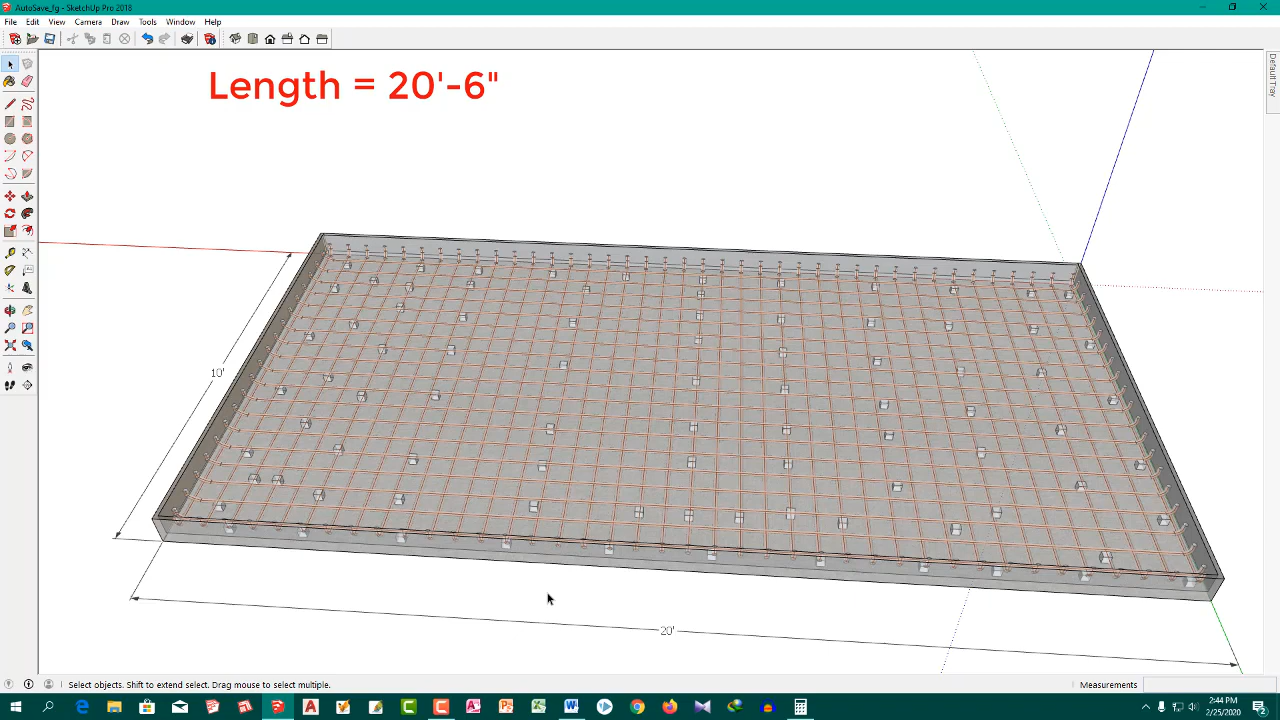 AutoSave_fg - SketchUp Pro 2018
File Edit View Camera Draw Tools Window Help
Length = 20'-6"
Default Tray
10'
20'
Select objects. Shift to extend select. Drag mouse to select multiple.
Measurements
2:44 PM
2/25/2020